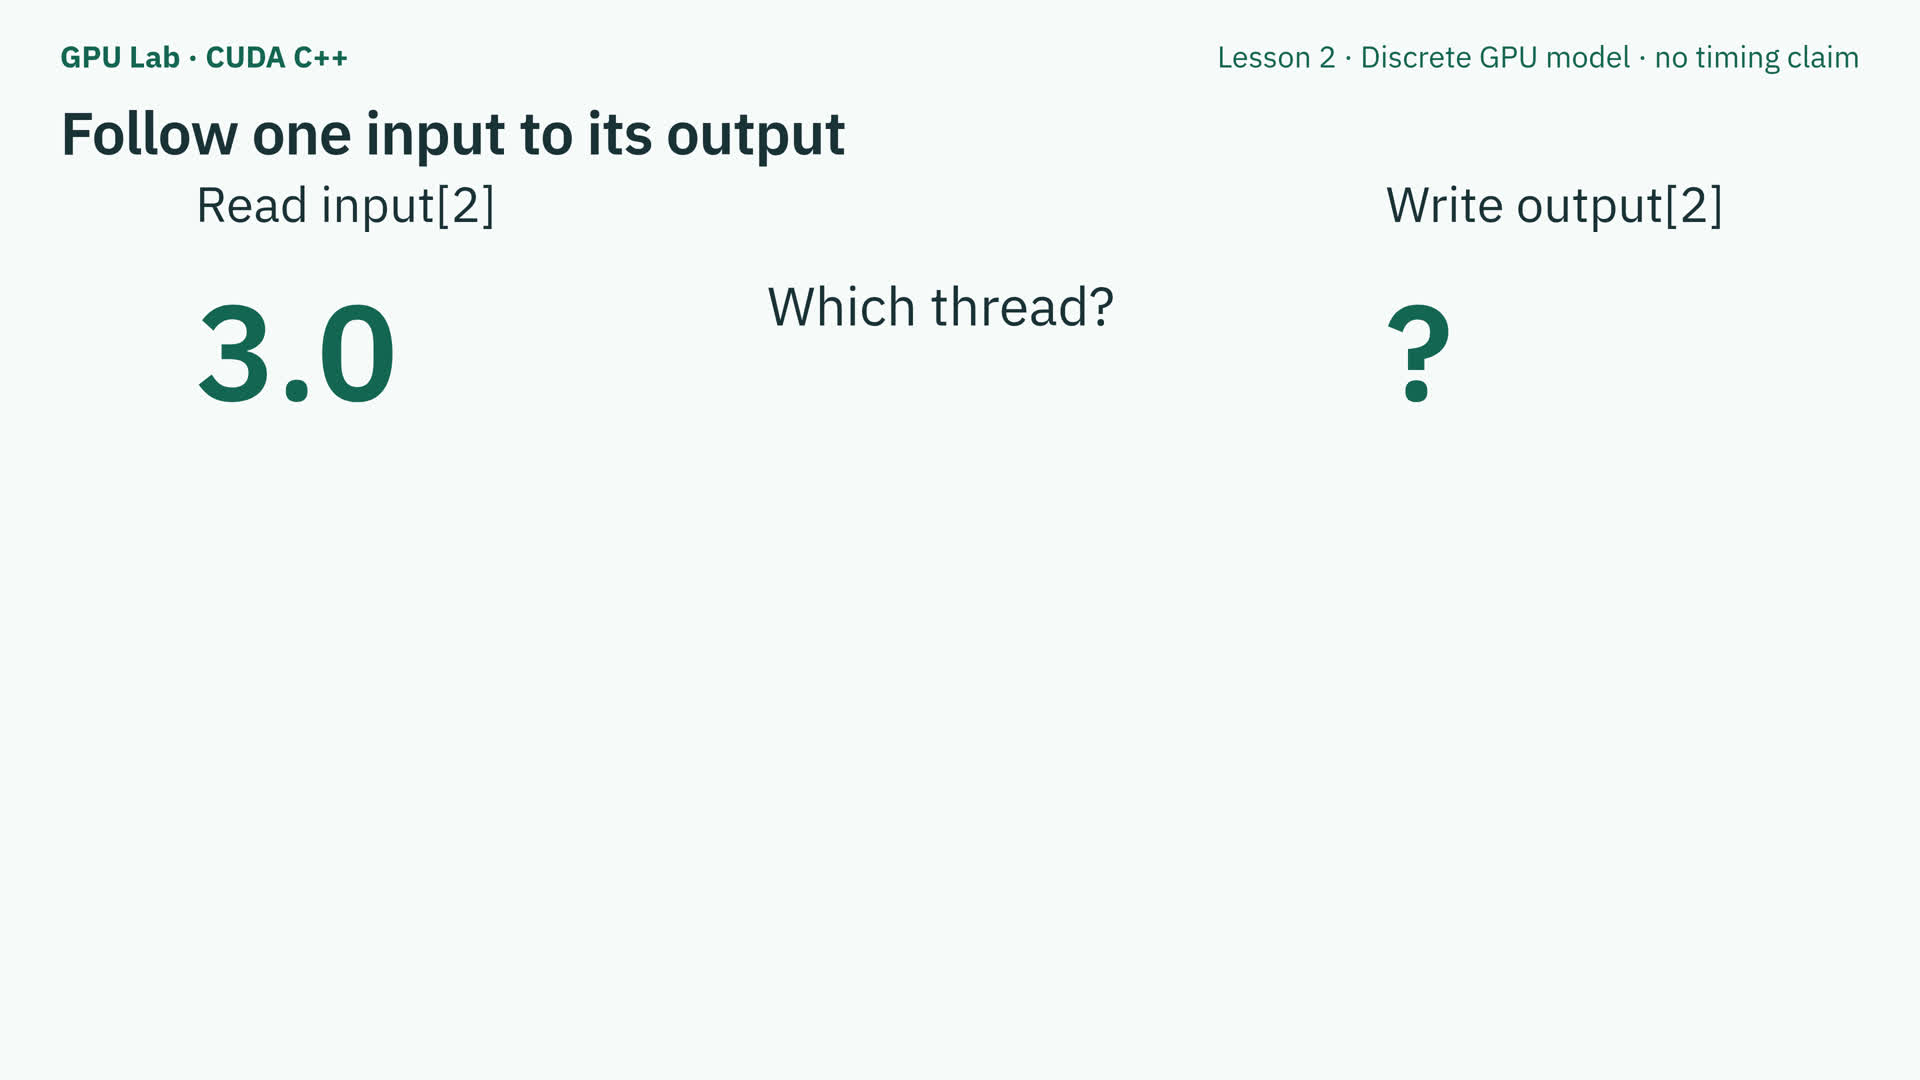 GPU Lab · CUDA C++
Lesson 2 · Discrete GPU model · no timing claim
Follow one input to its output
Read input[2]
Write output[2]
Which thread?
3.0
?